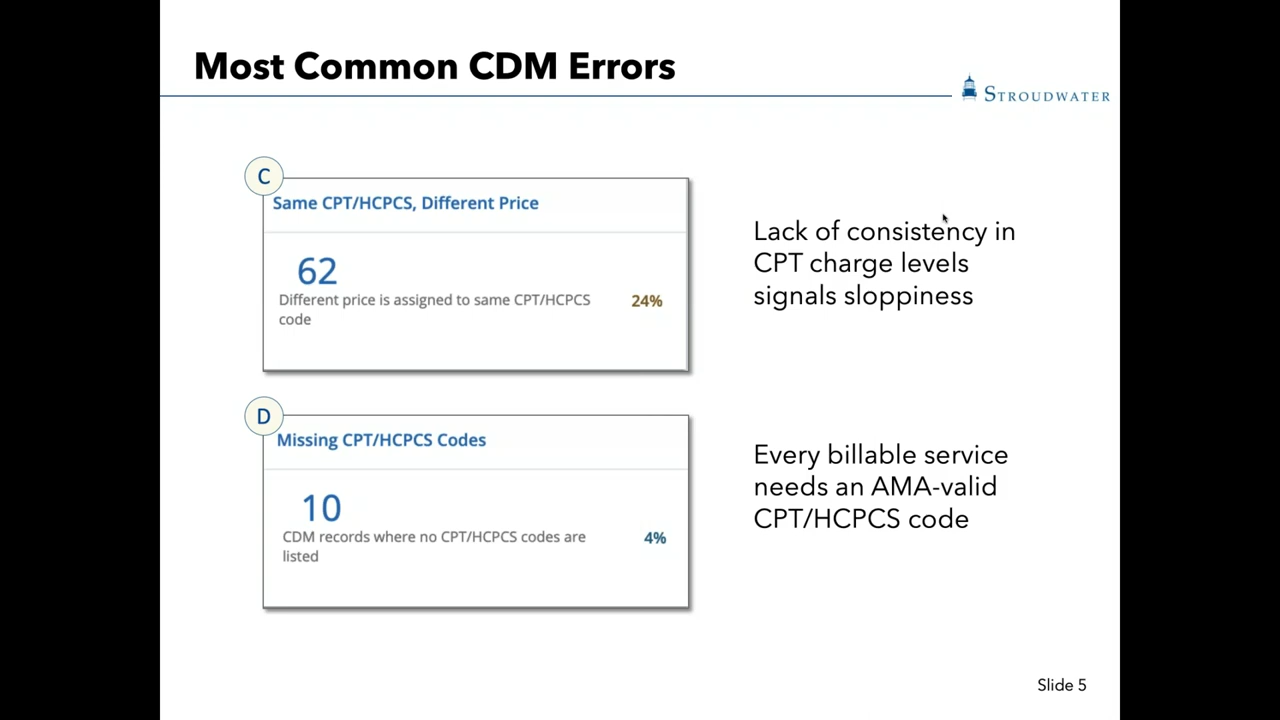 Most Common CDM Errors
STROUDWATER
C
Same CPT/HCPCS, Different Price
62
Different price is assigned to same CPT/HCPCS
code
24%
Lack of consistency in
CPT charge levels
signals sloppiness
D
Missing CPT/HCPCS Codes
10
CDM records where no CPT/HCPCS codes are
listed
4%
Every billable service
needs an AMA-valid
CPT/HCPCS code
Slide 5